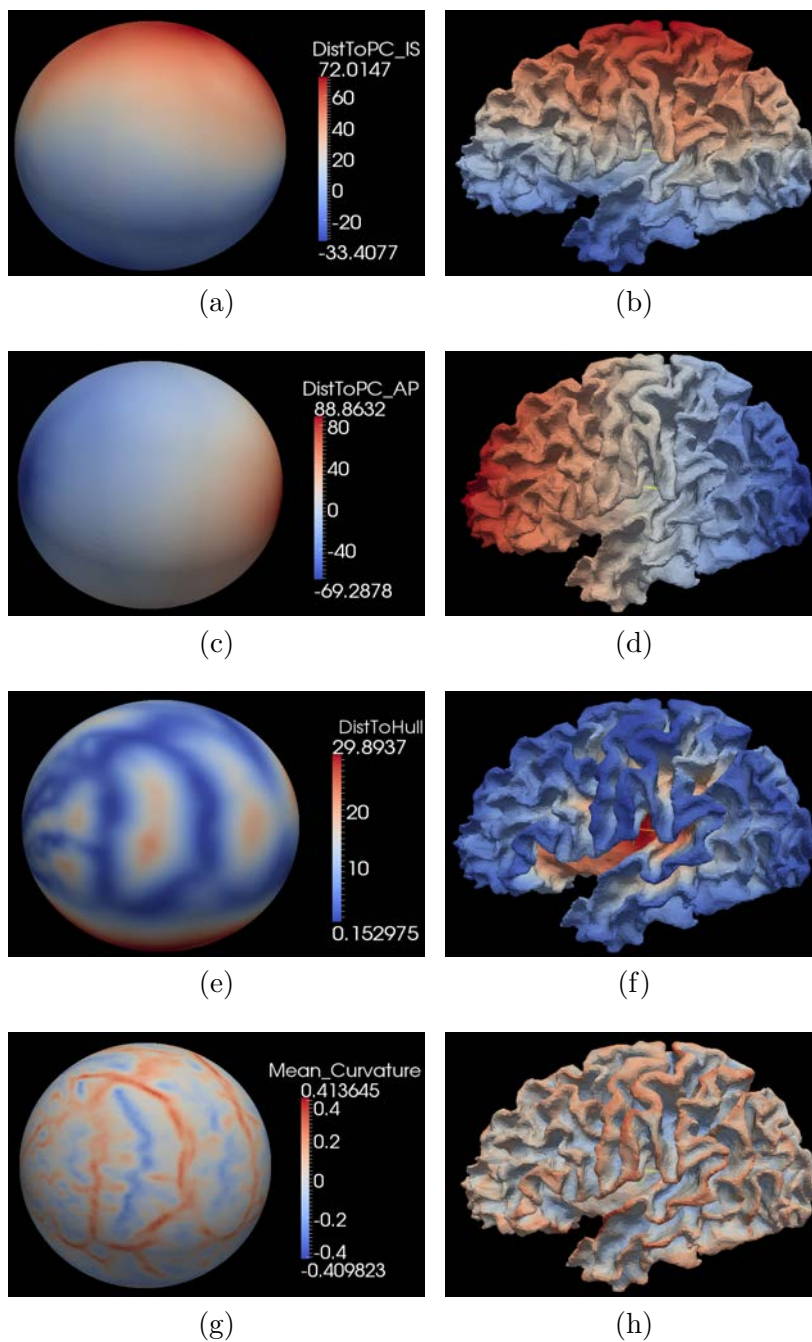 DistToPC_IS
72.0147
60
40
20
0
-20
-33.4077
(a)
(b)
DistToPC_AP
88.8632
80
40
0
-40
-69.2878
(c)
(d)
DistToHull
29.8937
20
10
0.152975
(e)
(f)
Mean_Curvature
0.413645
0.4
0.2
0
-0.2
-0.4
-0.409823
(g)
(h)